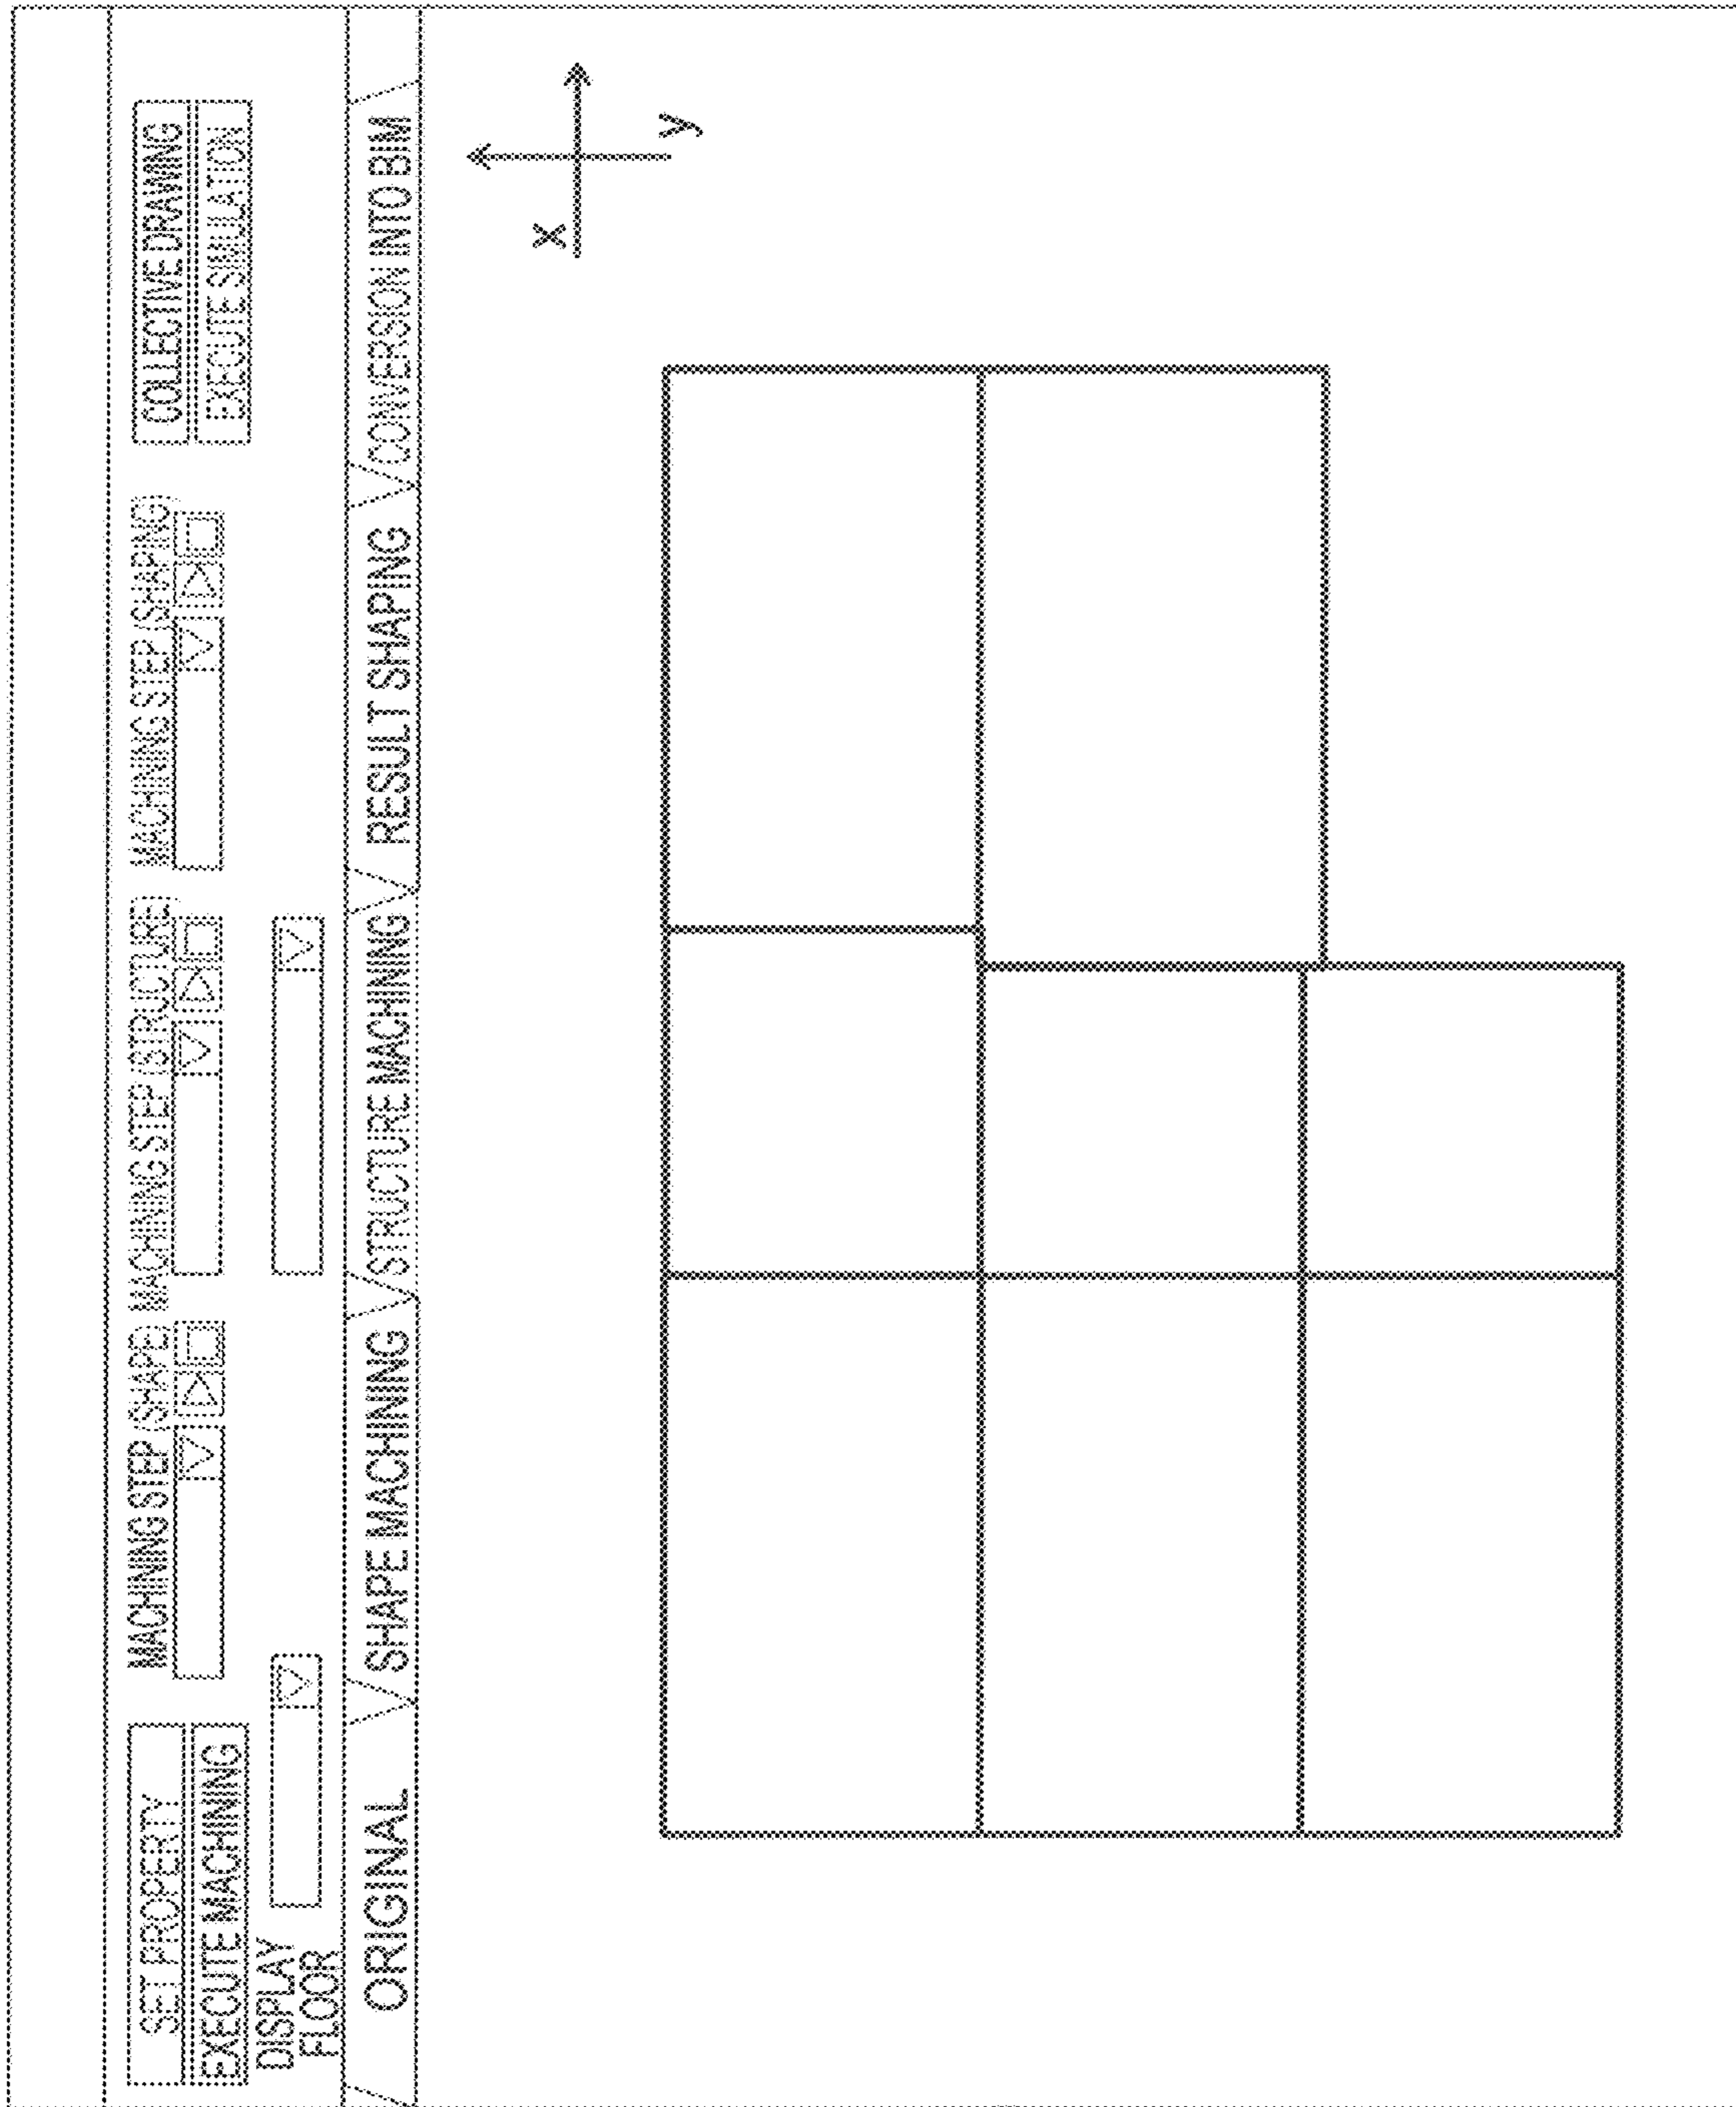 SET PROPERTY
EXECUTE MACHINING
MACHINING STEP (SHAPE)
MACHINING STEP (STRUCTURE)
MACHINING STEP (SHAPING)
COLLECTIVE DRAWING
EXECUTE SIMULATION
DISPLAY
FLOOR
ORIGINAL
SHAPE MACHINING
STRUCTURE MACHINING
RESULT SHAPING
CONVERSION INTO BIM
x
y